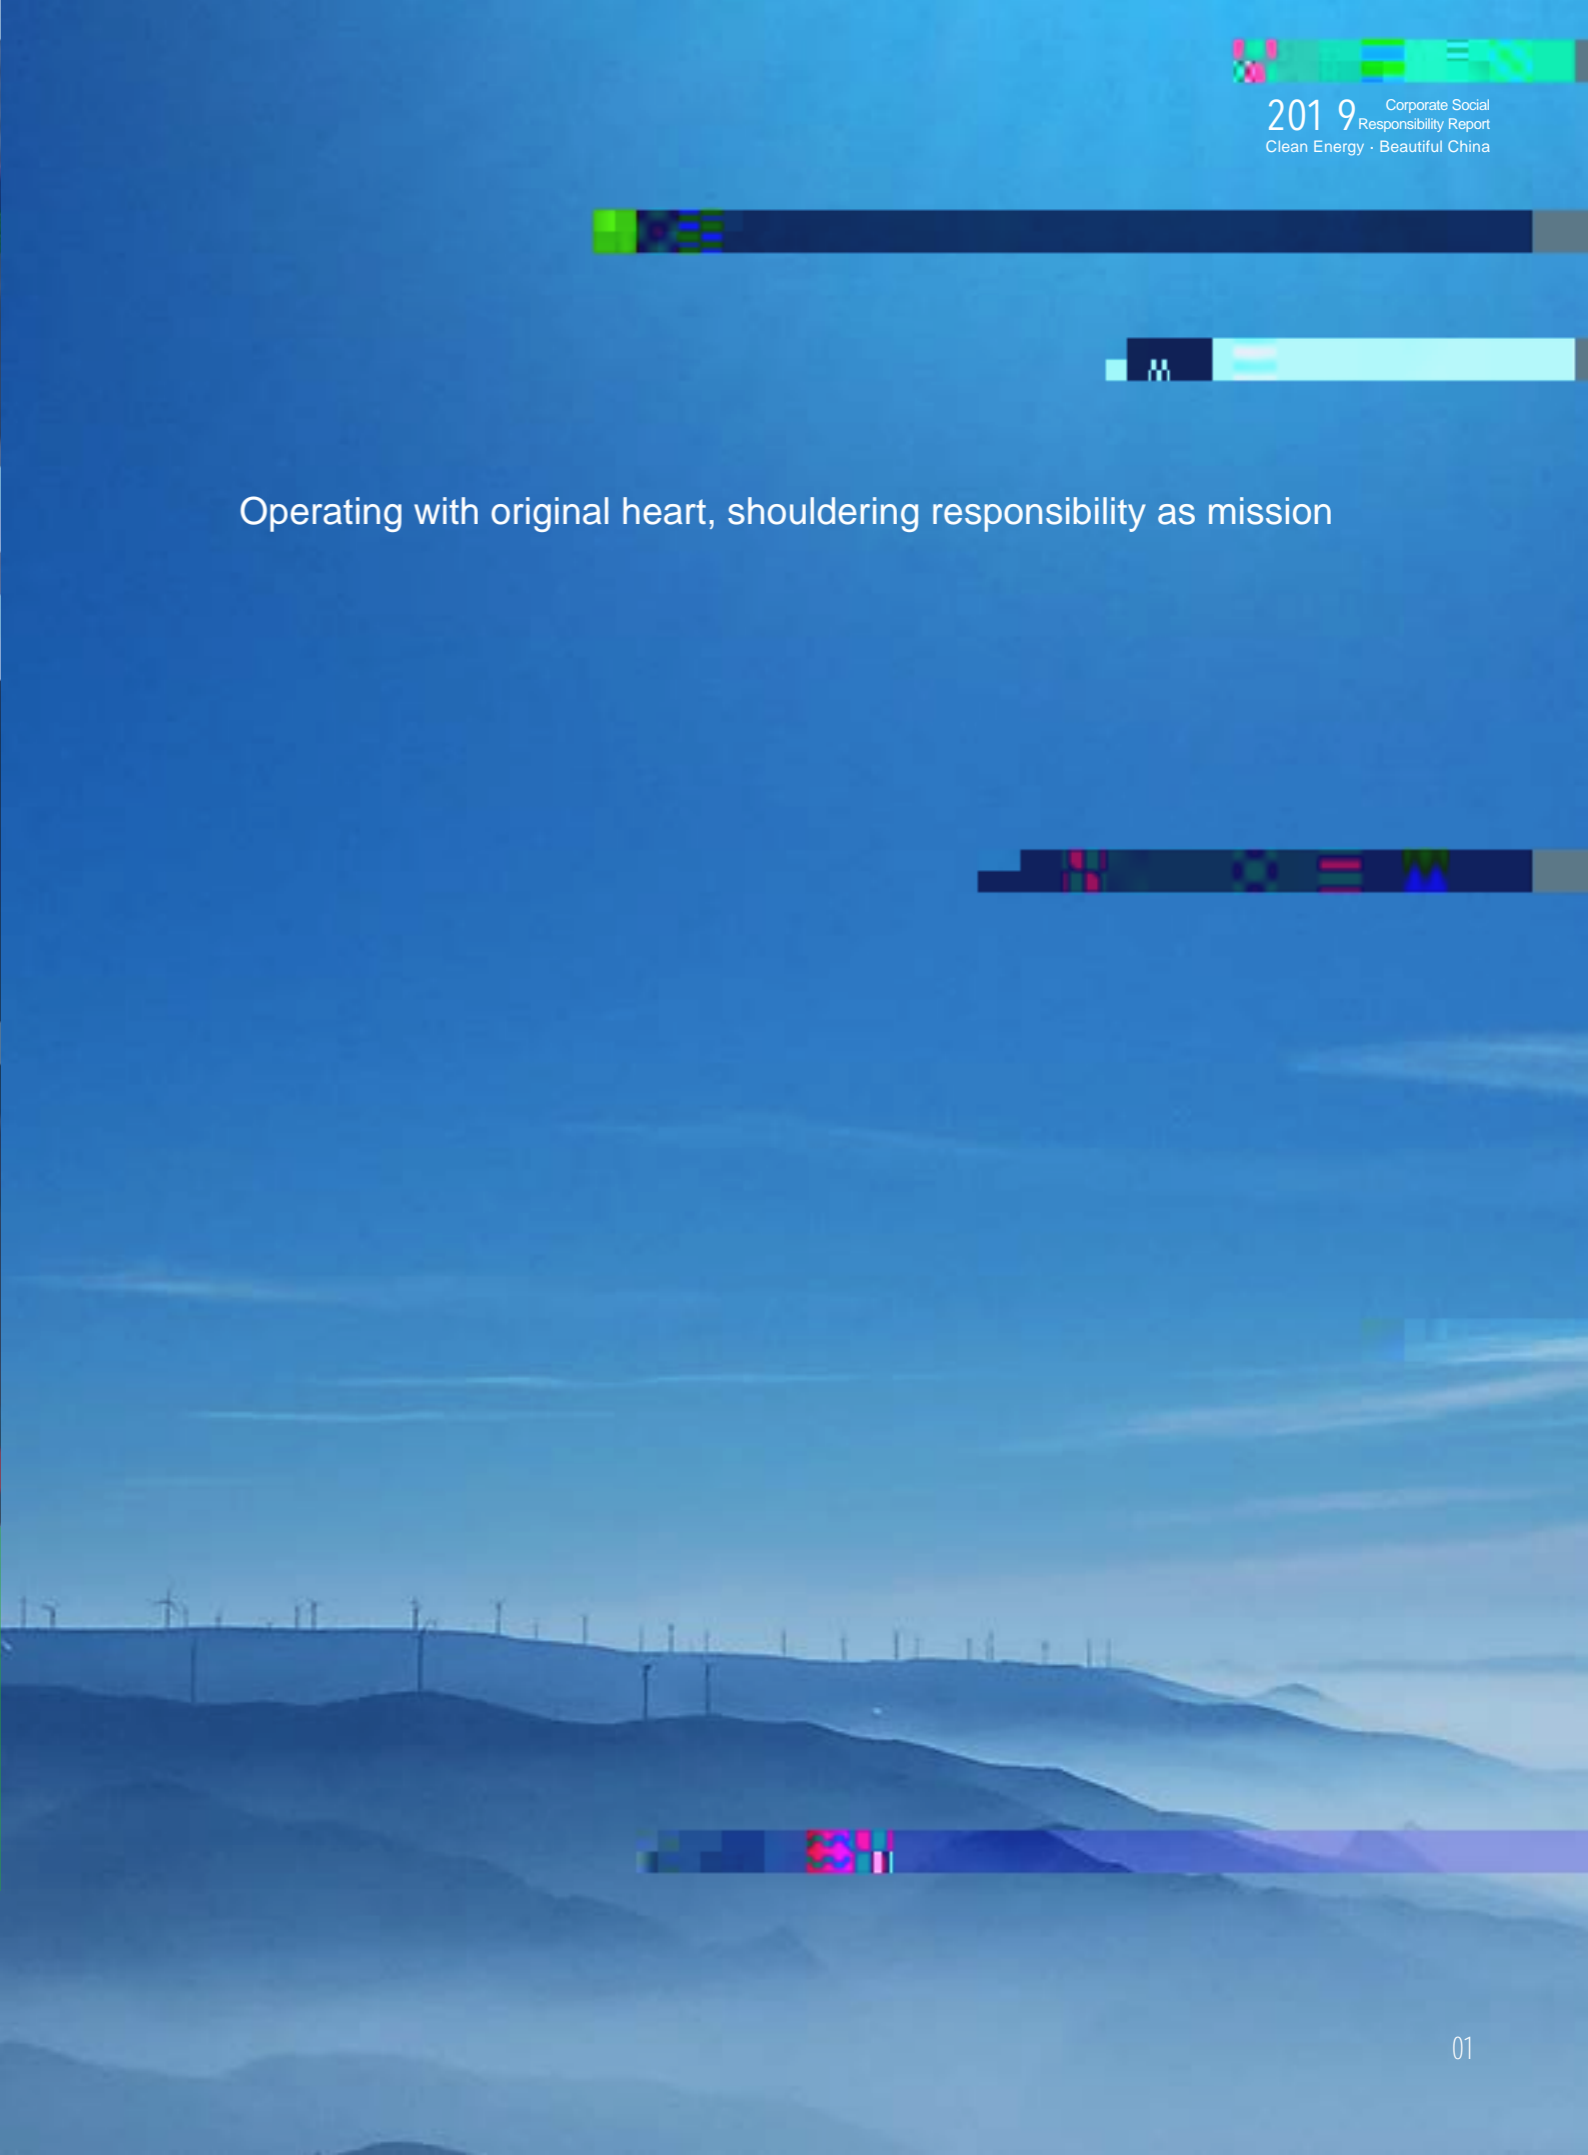 201 9 Corporate Social
Responsibility Report
Clean Energy · Beautiful China
Operating with original heart, shouldering responsibility as mission
01